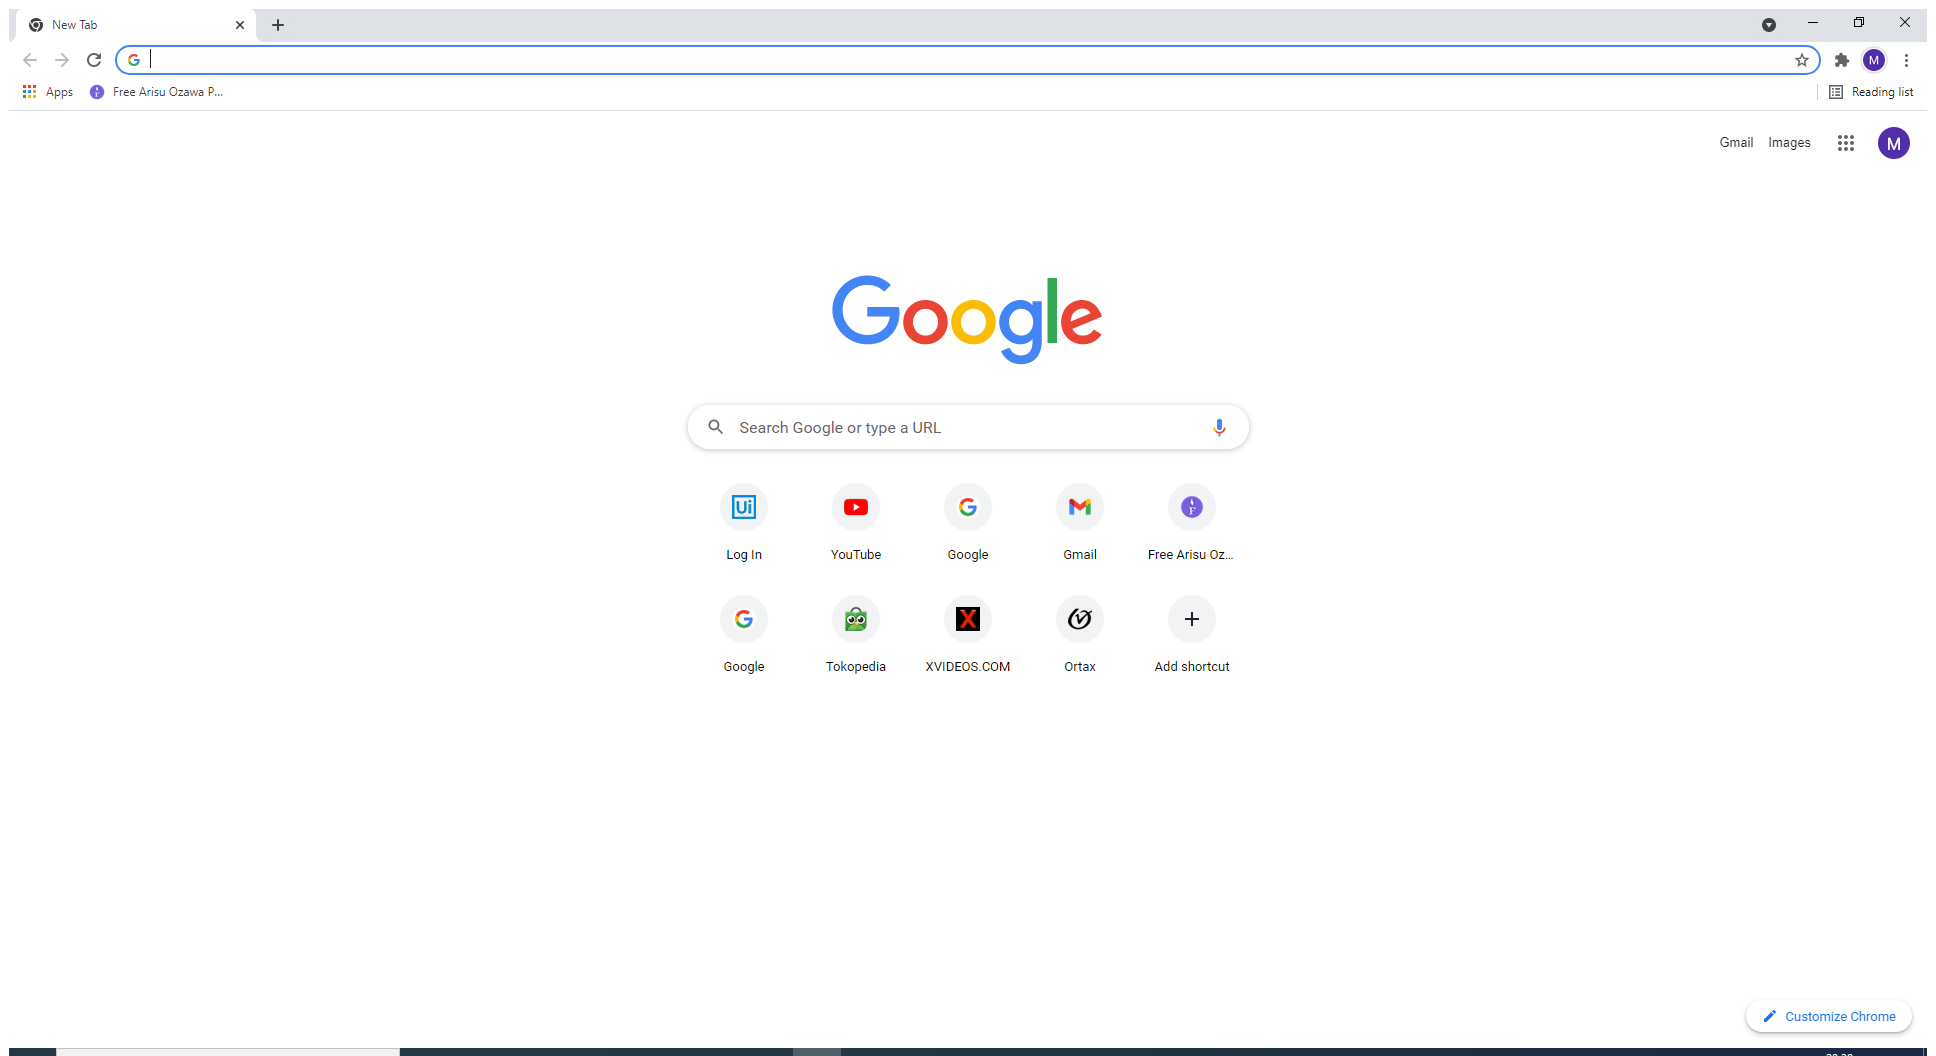 New Tab
Apps
Free Arisu Ozawa P...
Reading list
Gmail Images
M
Google
Search Google or type a URL
Log In
YouTube
Google
Gmail
Free Arisu Oz...
Google
Tokopedia
XVIDEOS.COM
Ortax
Add shortcut
Customize Chrome